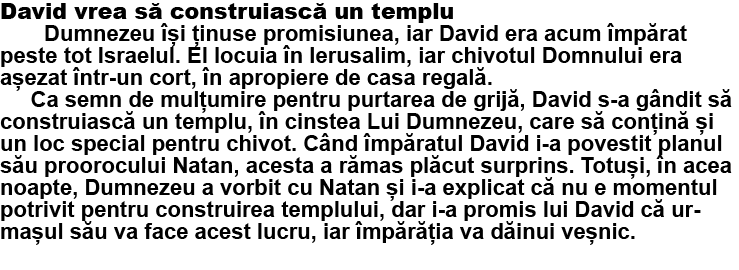 David vrea să construiască un templu
Dumnezeu își ținuse promisiunea, iar David era acum împărat
peste tot Israelul. El locuia în Ierusalim, iar chivotul Domnului era
așezat într-un cort, în apropiere de casa regală.
Ca semn de mulțumire pentru purtarea de grijă, David s-a gândit să
construiască un templu, în cinstea Lui Dumnezeu, care să conțină și
un loc special pentru chivot. Când împăratul David i-a povestit planul
său proorocului Natan, acesta a rămas plăcut surprins. Totuși, în acea
noapte, Dumnezeu a vorbit cu Natan și i-a explicat că nu e momentul
potrivit pentru construirea templului, dar i-a promis lui David că ur-
mașul său va face acest lucru, iar împărăția va dăinui veșnic.